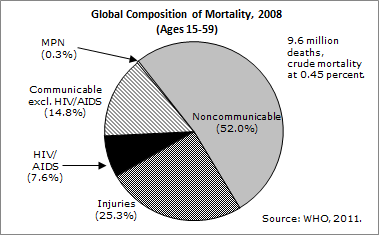 Global Composition of Mortality, 2008
(Ages 15-59)
MPN
(0.3%)
9.6 million
deaths,
crude mortality
at 0.45 percent.
Communicable
excl. HIV/AIDS
(14.8%)
Noncommunicable
(52.0%)
HIV/
AIDS
(7.6%)
Injuries
(25.3%)
Source: WHO, 2011.